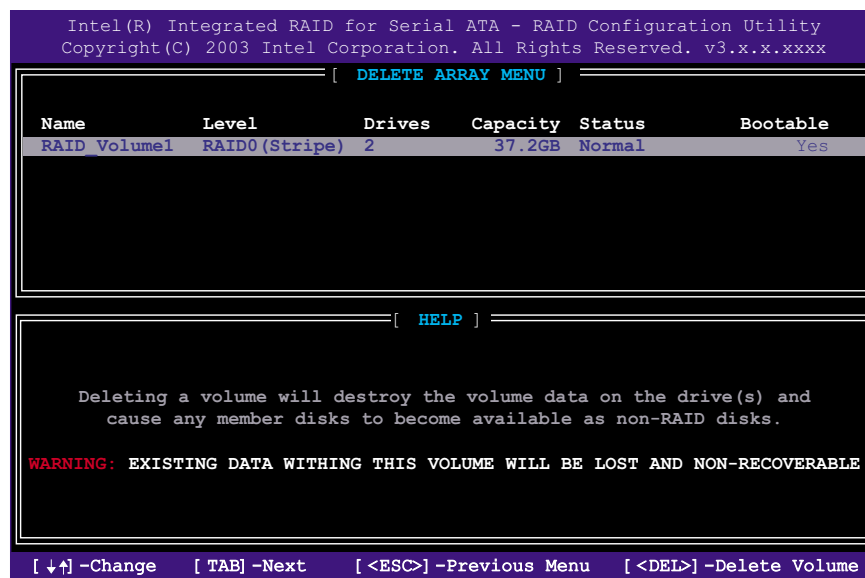 Intel(R) Integrated RAID for Serial ATA - RAID Configuration Utility
Copyright(C) 2003 Intel Corporation. All Rights Reserved. v3.x.x.xxxx
[ DELETE ARRAY MENU ]
Name Level Drives Capacity Status Bootable
RAID_Volume1 RAID0(Stripe) 2 37.2GB Normal Yes
[ HELP ]
Deleting a volume will destroy the volume data on the drive(s) and
cause any member disks to become available as non-RAID disks.
WARNING: EXISTING DATA WITHING THIS VOLUME WILL BE LOST AND NON-RECOVERABLE
[↓↑]-Change [TAB]-Next [<ESC>]-Previous Menu [<DEL>]-Delete Volume